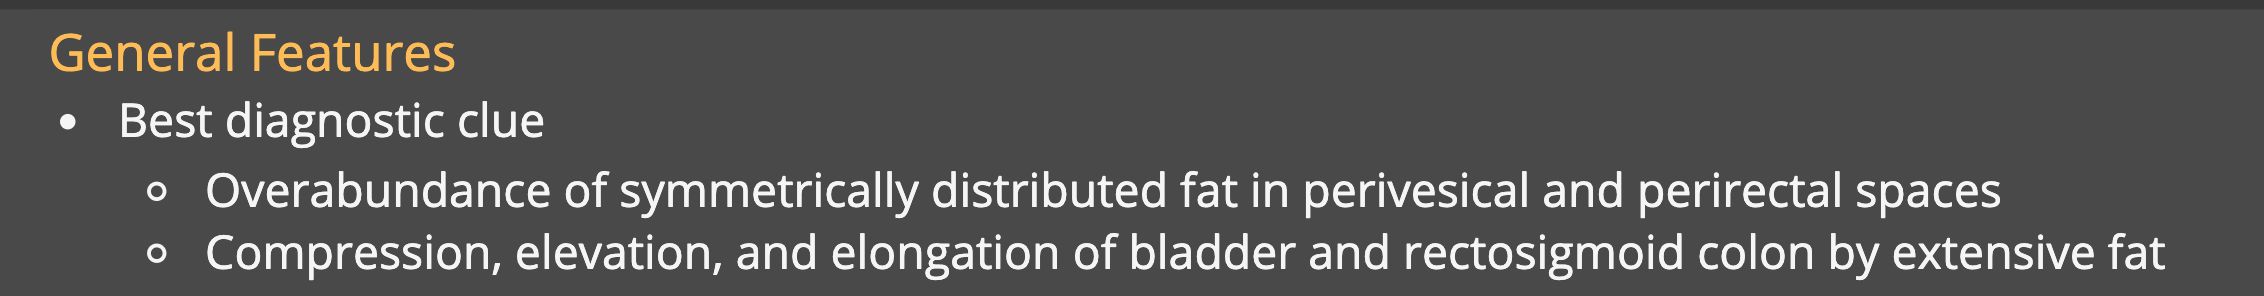 General Features
• Best diagnostic clue
○ Overabundance of symmetrically distributed fat in perivesical and perirectal spaces
○ Compression, elevation, and elongation of bladder and rectosigmoid colon by extensive fat